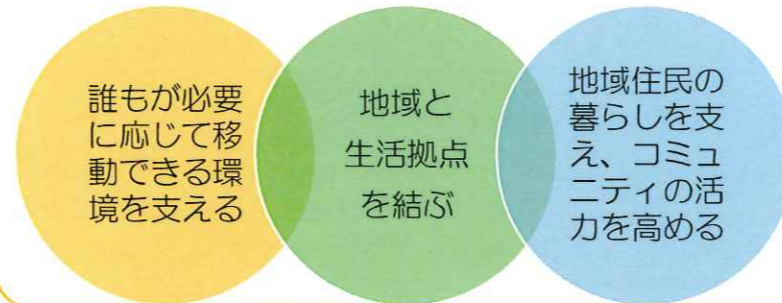 誰もが必要
に応じて移
動できる環
境を支える
地域と
生活拠点
を結ぶ
地域住民の
暮らしを支
え、コミュ
ニティの活
力を高める